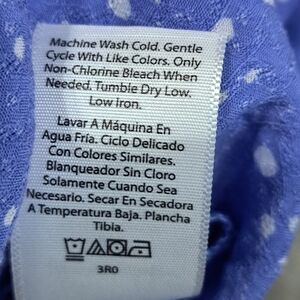 Machine Wash Cold. Gentle
Cycle With Like Colors. Only
Non-Chlorine Bleach When
Needed. Tumble Dry Low.
Low Iron.
Lavar A Máquina En
Agua Fría. Ciclo Delicado
Con Colores Similares.
Blanqueador Sin Cloro
Solamente Cuando Sea
Necesario. Secar En Secadora
A Temperatura Baja. Plancha
Tibia.
3R0